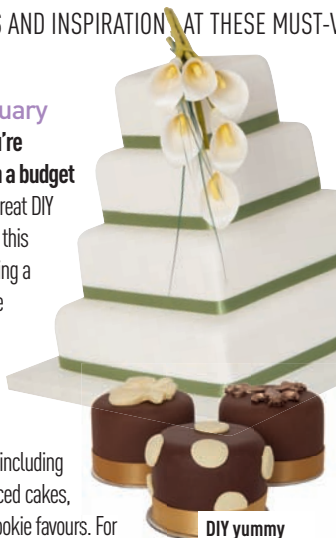 S AND INSPIRATION AT THESE MUST-V
uary
u're
n a budget
reat DIY
this
ing a
e
including
ced cakes,
ookie favours. For
DIY yummy